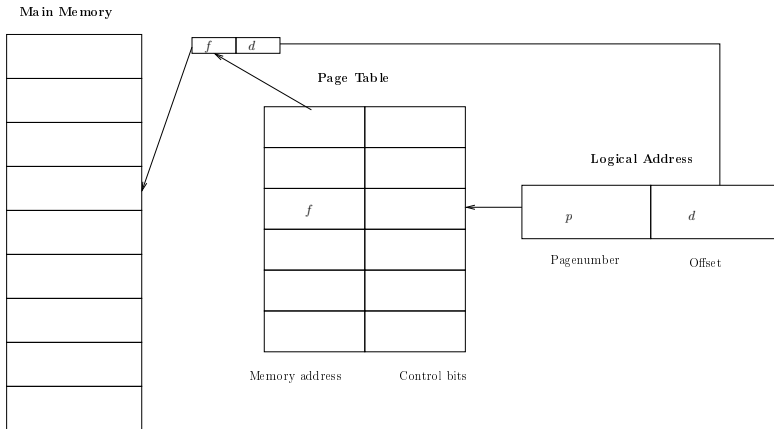 Main Memory
f d
Page Table
Logical Address
f
p d
Pagenumber
Offset
Memory address
Control bits